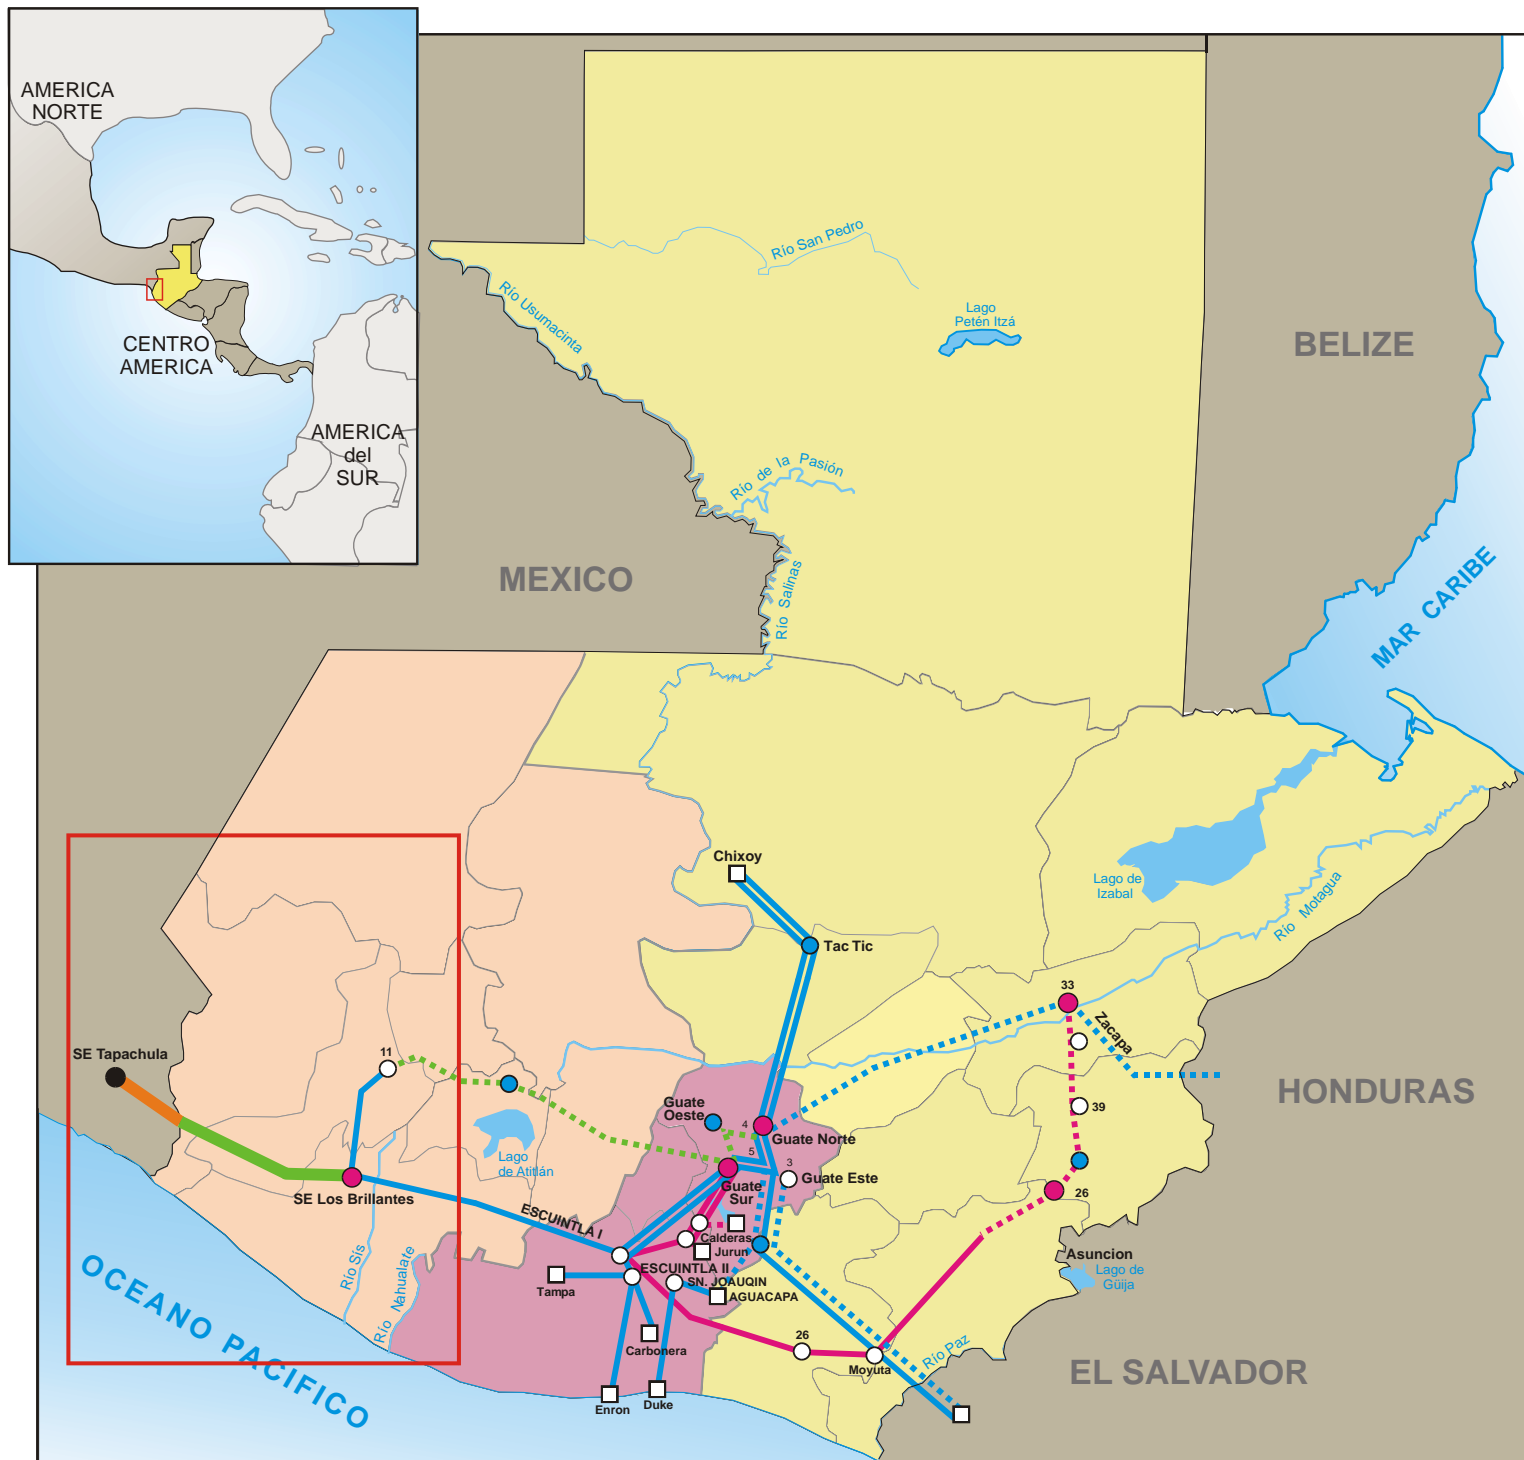 AMERICA
NORTE
CENTRO
AMERICA
AMERICA
del
SUR
Río San Pedro
Río Usumacinta
Lago
Petén Itzá
BELIZE
Río de la Pasión
MEXICO
Río Salinas
MAR CARIBE
Chixoy
Lago de
Izabal
Río Motagua
Tac Tic
33
Zacapa
SE Tapachula
11
HONDURAS
Guate
Oeste
39
4
Guate Norte
5
3
Lago
de Atitlán
Guate
Sur
Guate Este
26
SE Los Brillantes
ESCUINTLA I
Calderas
Jurun
Asuncion
Lago de
Güija
Río Sis
Río Nahualate
ESCUINTLA II
SN. JOAUQIN
AGUACAPA
Tampa
OCEANO PACIFICO
Carbonera
26
Moyuta
Río Paz
EL SALVADOR
Enron
Duke